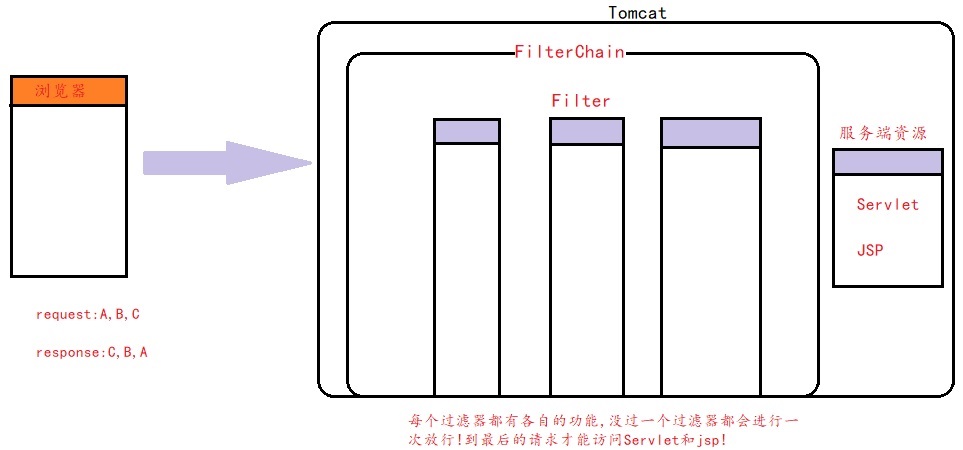 Tomcat
FilterChain
浏览器
Filter
服务端资源
Servlet
JSP
request:A,B,C
response:C,B,A
每个过滤器都有各自的功能,没过一个过滤器都会进行一
次放行!到最后的请求才能访问Servlet和jsp!